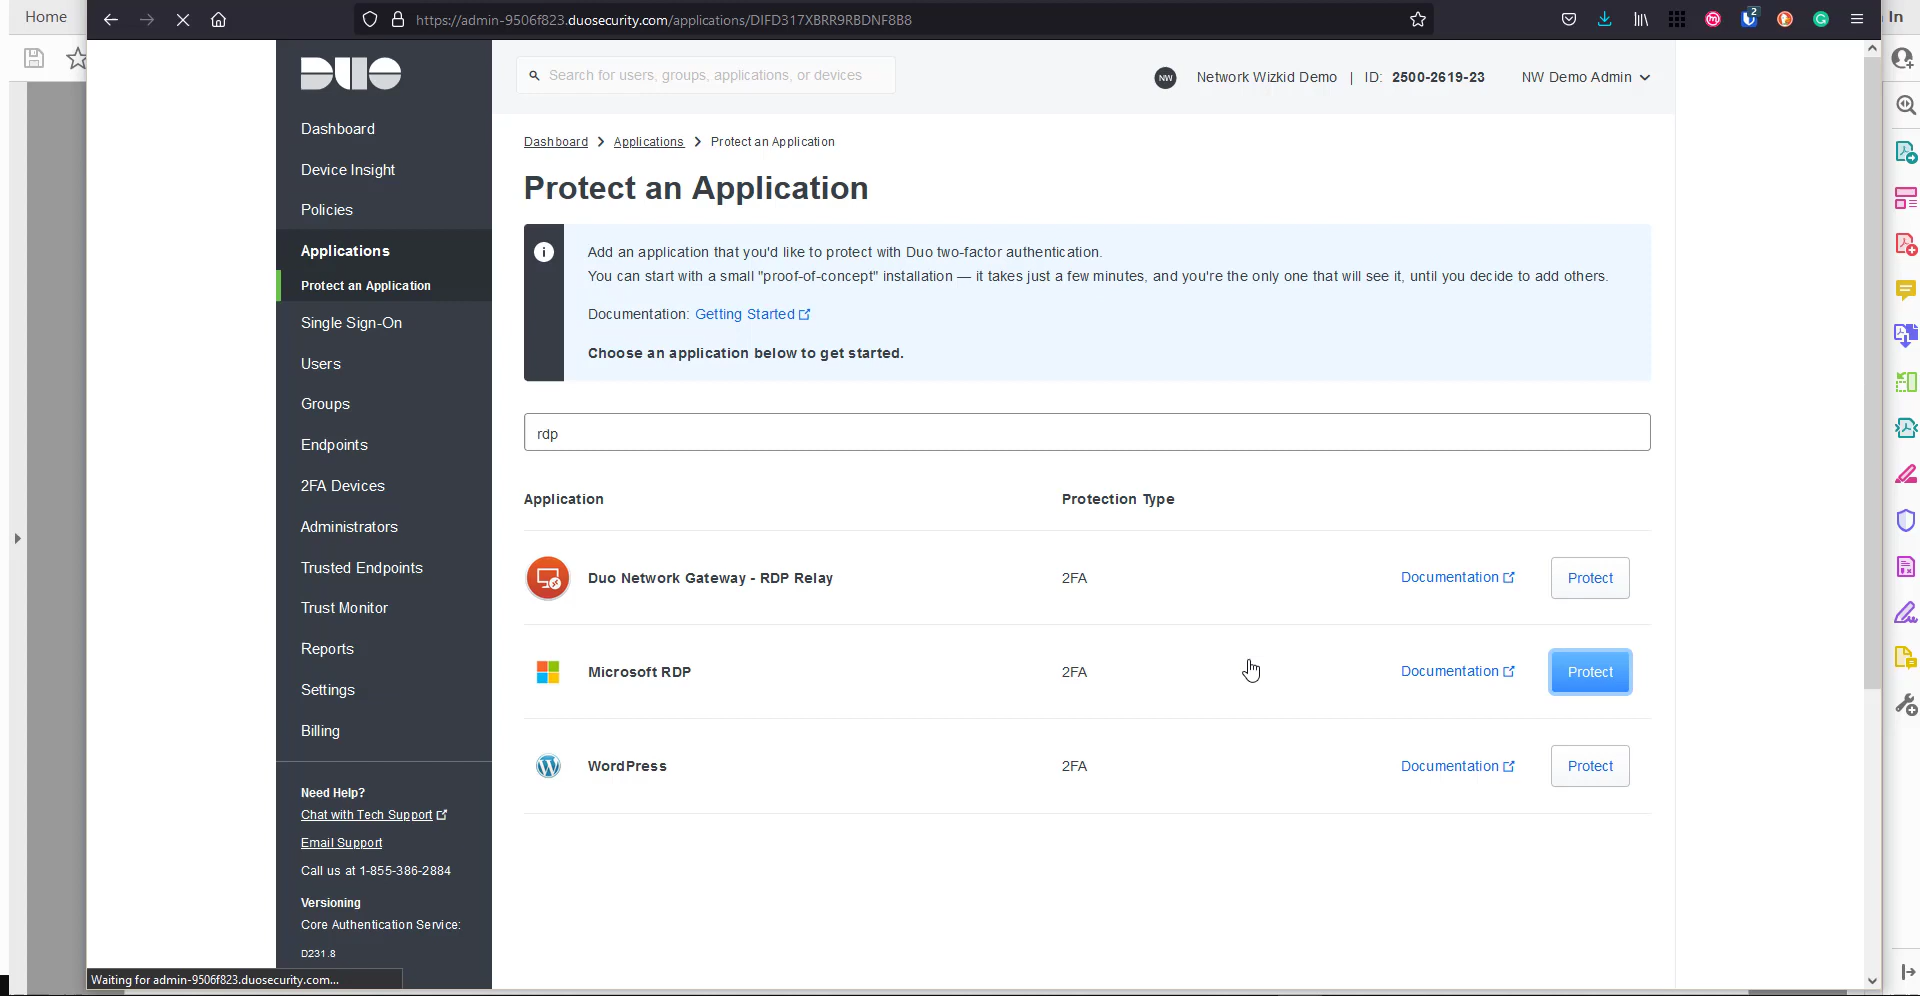 Home
https://admin-9506f823.duosecurity.com/applications/DIFD317XBRR9RBDNF8B8
2
In
DUO
Search for users, groups, applications, or devices
NW
Network Wizkid Demo | ID: 2500-2619-23
NW Demo Admin
Dashboard
Device Insight
Policies
Applications
Protect an Application
Single Sign-On
Users
Groups
Endpoints
2FA Devices
Administrators
Trusted Endpoints
Trust Monitor
Reports
Settings
Billing
Need Help?
Chat with Tech Support
Email Support
Call us at 1-855-386-2884
Versioning
Core Authentication Service:
D231.8
Dashboard > Applications > Protect an Application
Protect an Application
Add an application that you'd like to protect with Duo two-factor authentication.
You can start with a small "proof-of-concept" installation — it takes just a few minutes, and you're the only one that will see it, until you decide to add others.
Documentation: Getting Started
Choose an application below to get started.
rdp
Application Protection Type
Duo Network Gateway - RDP Relay 2FA Documentation Protect
Microsoft RDP 2FA Documentation Protect
WordPress 2FA Documentation Protect
Waiting for admin-9506f823.duosecurity.com...